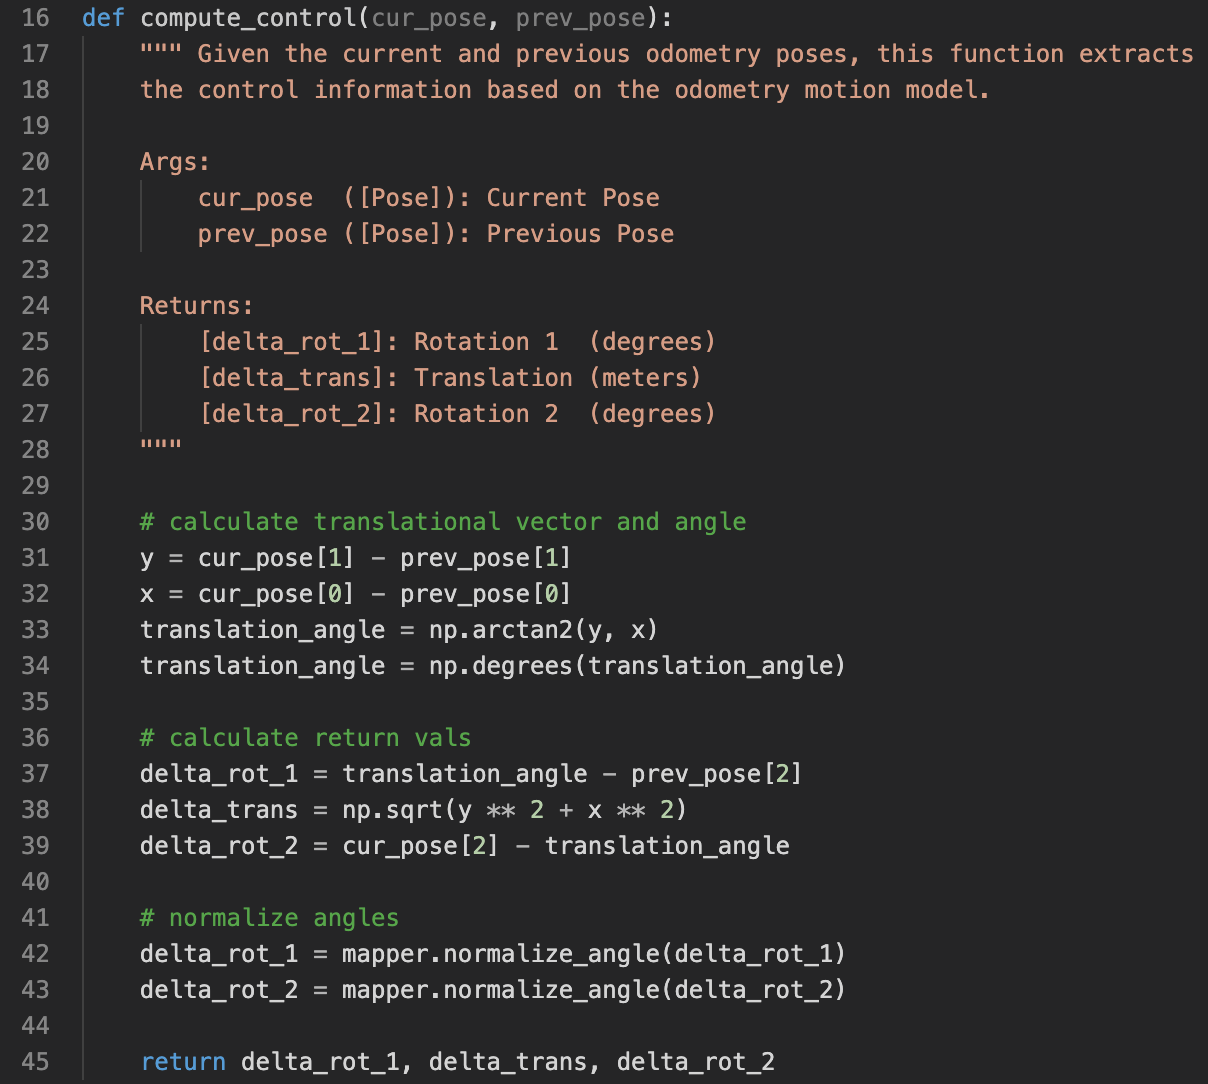 16 def compute_control(cur_pose, prev_pose):
17     """ Given the current and previous odometry poses, this function extracts
18     the control information based on the odometry motion model.
19
20     Args:
21         cur_pose  ([Pose]): Current Pose
22         prev_pose ([Pose]): Previous Pose
23
24     Returns:
25         [delta_rot_1]: Rotation 1  (degrees)
26         [delta_trans]: Translation (meters)
27         [delta_rot_2]: Rotation 2  (degrees)
28     """
29
30     # calculate translational vector and angle
31     y = cur_pose[1] - prev_pose[1]
32     x = cur_pose[0] - prev_pose[0]
33     translation_angle = np.arctan2(y, x)
34     translation_angle = np.degrees(translation_angle)
35
36     # calculate return vals
37     delta_rot_1 = translation_angle - prev_pose[2]
38     delta_trans = np.sqrt(y ** 2 + x ** 2)
39     delta_rot_2 = cur_pose[2] - translation_angle
40
41     # normalize angles
42     delta_rot_1 = mapper.normalize_angle(delta_rot_1)
43     delta_rot_2 = mapper.normalize_angle(delta_rot_2)
44
45     return delta_rot_1, delta_trans, delta_rot_2